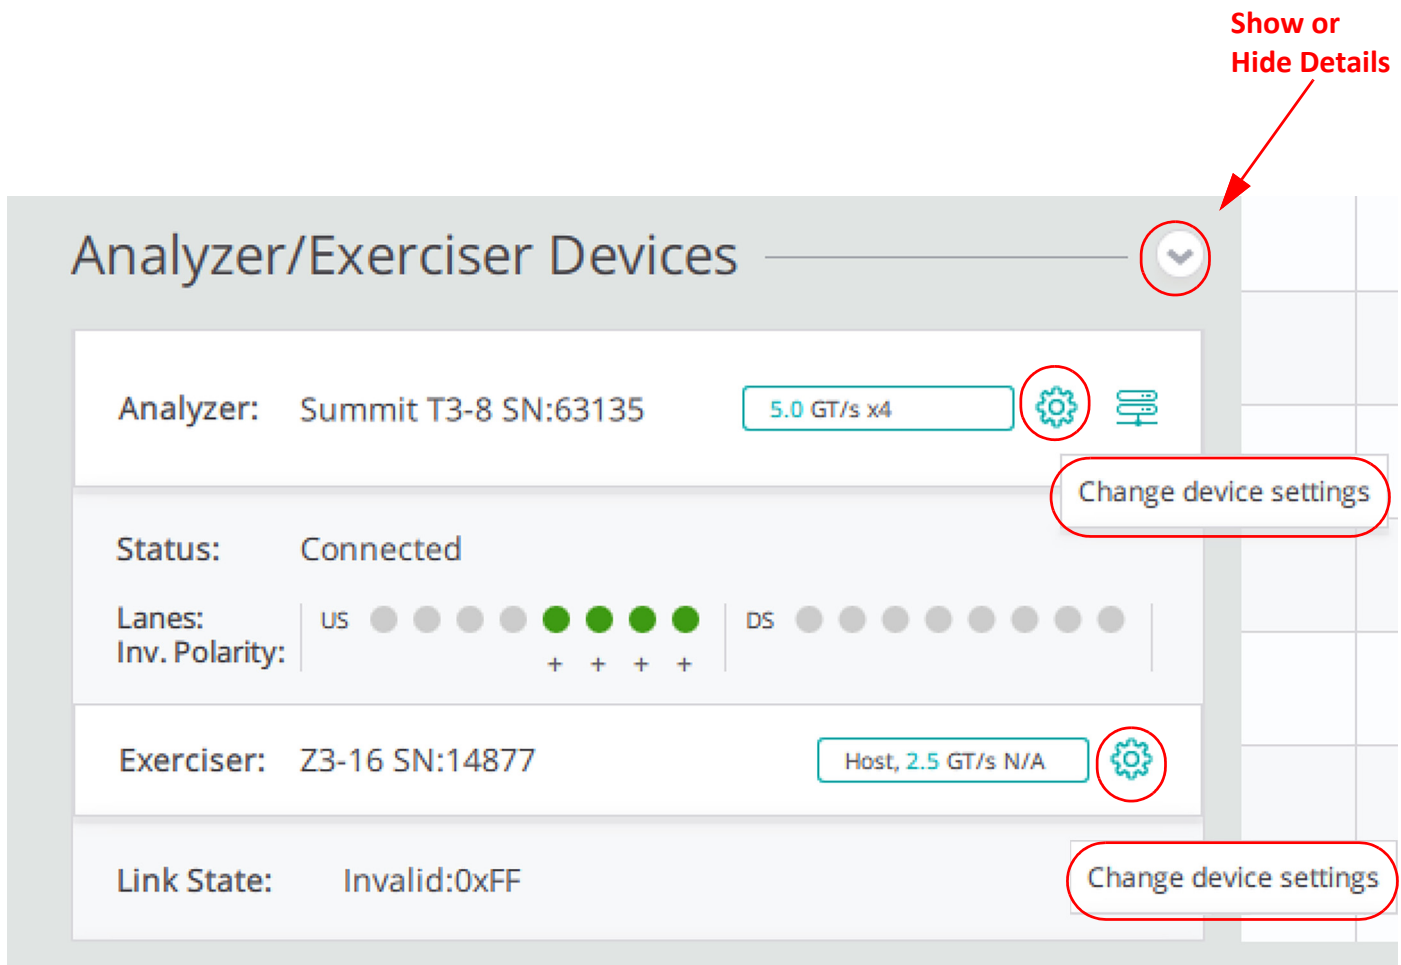 Show or
Hide Details
Analyzer/Exerciser Devices
Analyzer: Summit T3-8 SN:63135 5.0 GT/s x4
Change device settings
Status: Connected
Lanes: US DS
Inv. Polarity: + + + +
Exerciser: Z3-16 SN:14877 Host, 2.5 GT/s N/A
Link State: Invalid:0xFF Change device settings